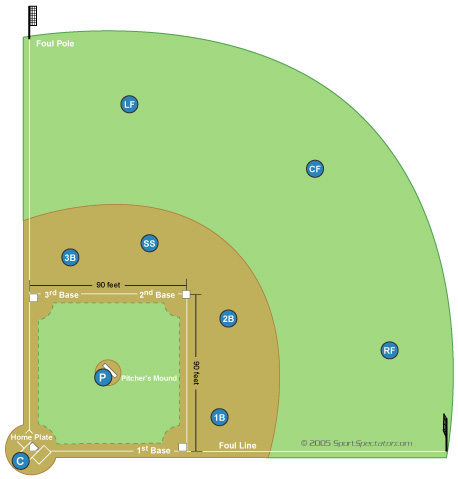 Foul Pole
LF
CF
SS
3B
90 feet
3rd Base
2nd Base
2B
RF
90 feet
P
Pitcher's Mound
1B
Home Plate
Foul Line
© 2005 SportSpectator.com
1st Base
C